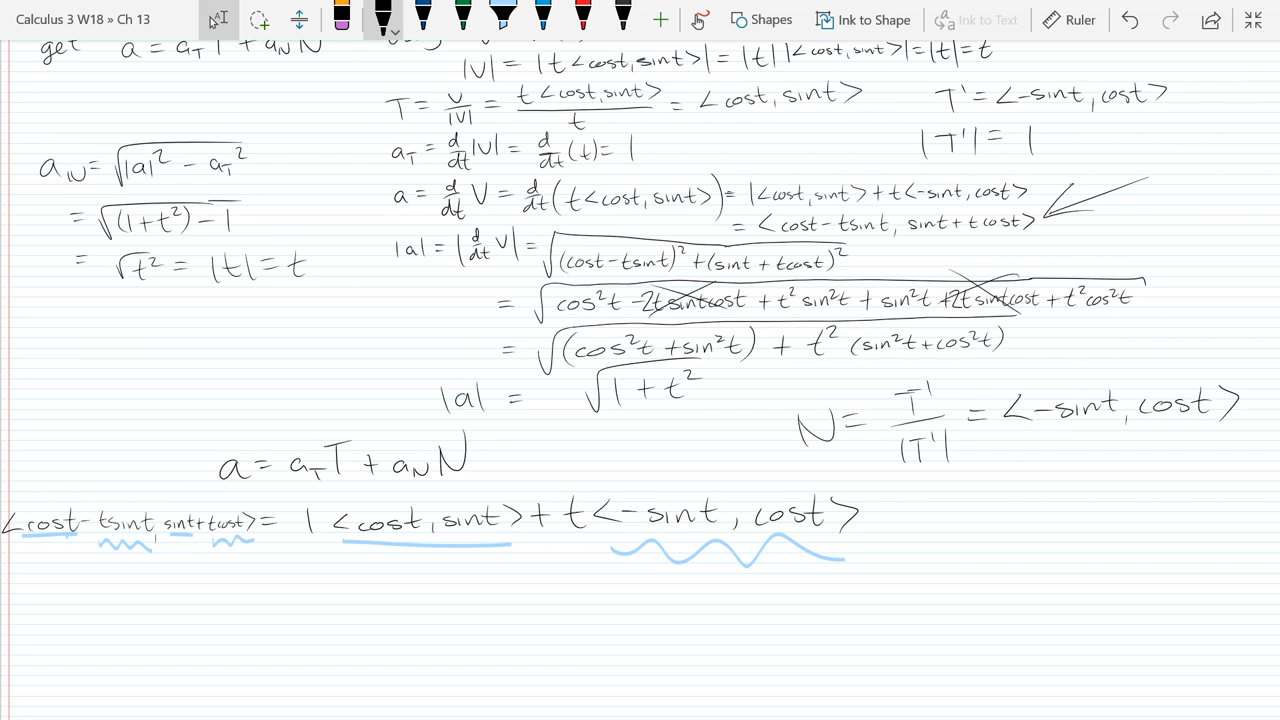 Calculus 3 W18 » Ch 13
Shapes
Ink to Shape
Ink to Text
Ruler
get a = a_T T + a_N N
|V| = |t<cost, sint>| = |t| |<cost, sint>| = |t| = t
T = V/|V| = t<cost, sint>/t = <cost, sint>
T' = <-sint, cost>
|T'| = 1
a_T = d/dt |V| = d/dt (t) = 1
a = d/dt V = d/dt (t<cost, sint>) = 1<cost, sint> + t<-sint, cost>
= <cost-tsint, sint+tcost>
|a| = |d/dt V| = √((cost-tsint)² + (sint + tcost)²)
= √(cos²t - 2tsintcost + t² sin²t + sin²t + 2tsintcost + t² cos²t)
= √((cos²t + sin²t) + t² (sin²t + cos²t))
|a| = √(1 + t²)
a_N = √(|a|² - a_T²)
= √((1+t²) - 1)
= √t² = |t| = t
N = T'/|T'| = <-sint, cost>
a = a_T T + a_N N
<cost-tsint, sint+tcost> = 1 <cost, sint> + t <-sint, cost>